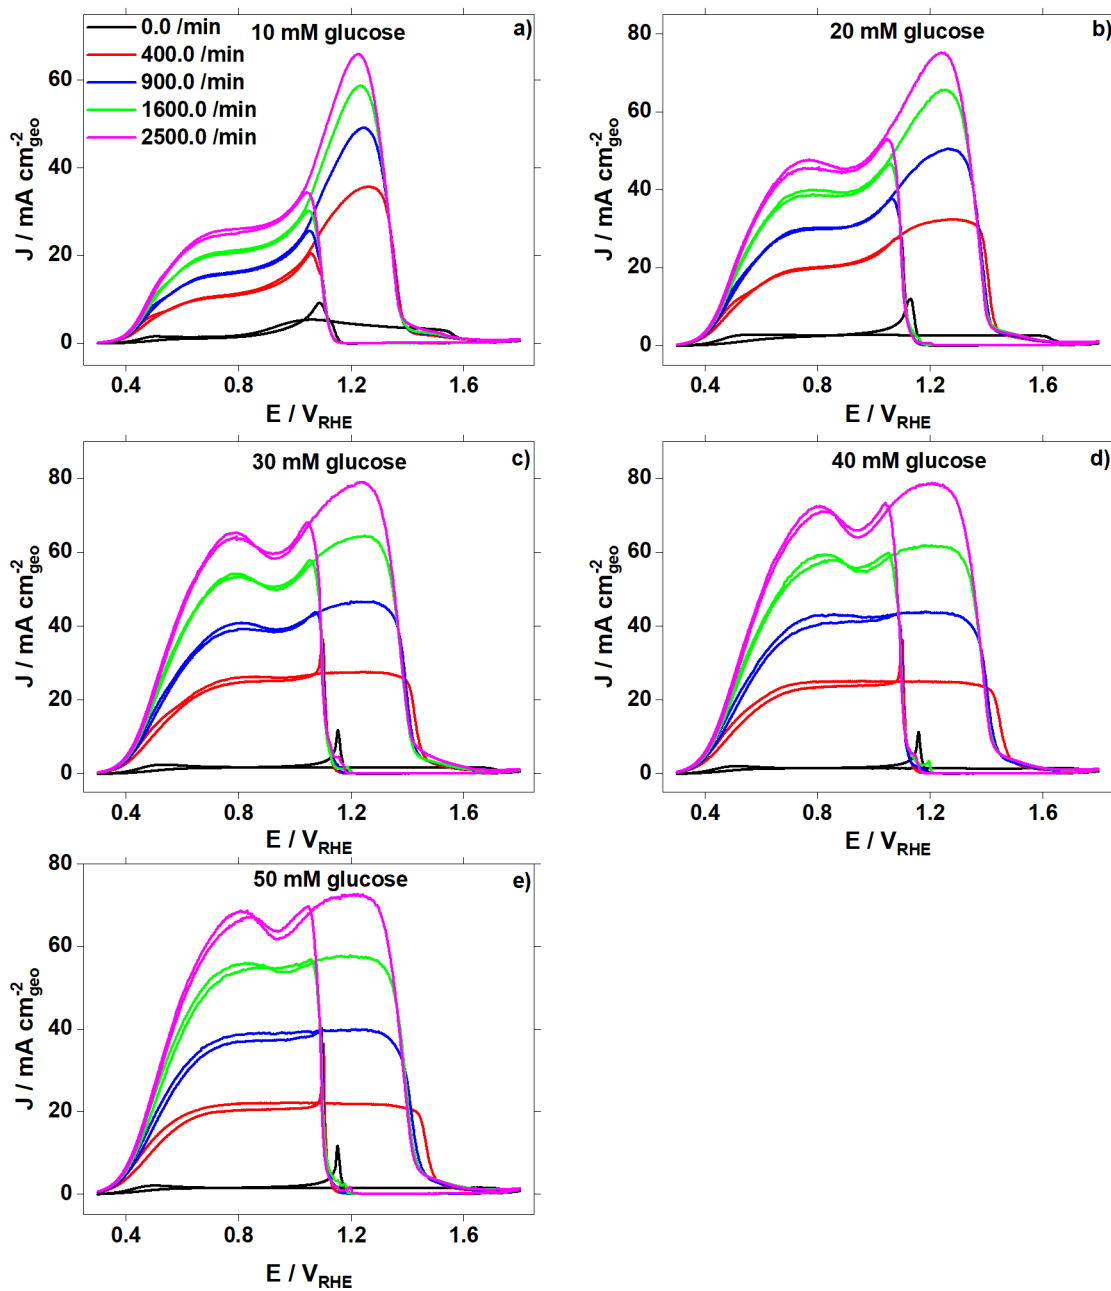 10 mM glucose a)
0.0 /min
400.0 /min
900.0 /min
1600.0 /min
2500.0 /min
60
40
20
0
J / mA cm⁻²geo
0.4 0.8 1.2 1.6
E / V_RHE
20 mM glucose b)
80
60
40
20
0
J / mA cm⁻²geo
0.4 0.8 1.2 1.6
E / V_RHE
30 mM glucose c)
80
60
40
20
0
J / mA cm⁻²geo
0.4 0.8 1.2 1.6
E / V_RHE
40 mM glucose d)
80
60
40
20
0
J / mA cm⁻²geo
0.4 0.8 1.2 1.6
E / V_RHE
50 mM glucose e)
80
60
40
20
0
J / mA cm⁻²geo
0.4 0.8 1.2 1.6
E / V_RHE